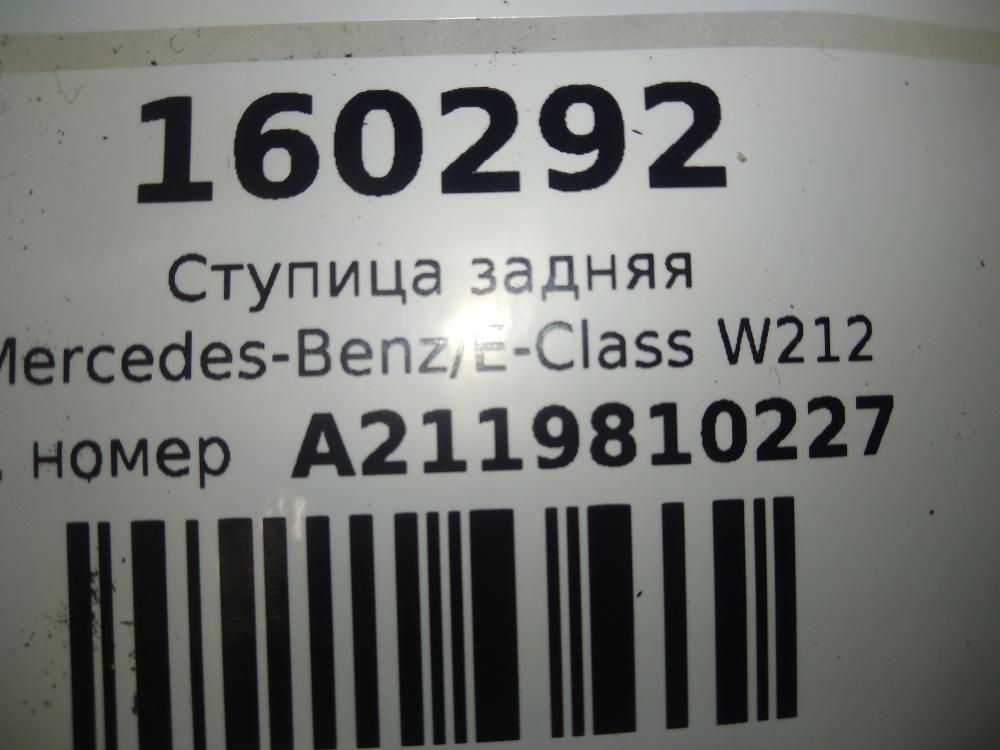 160292
Ступица задняя
Mercedes-Benz/E-Class W212
. номер A2119810227